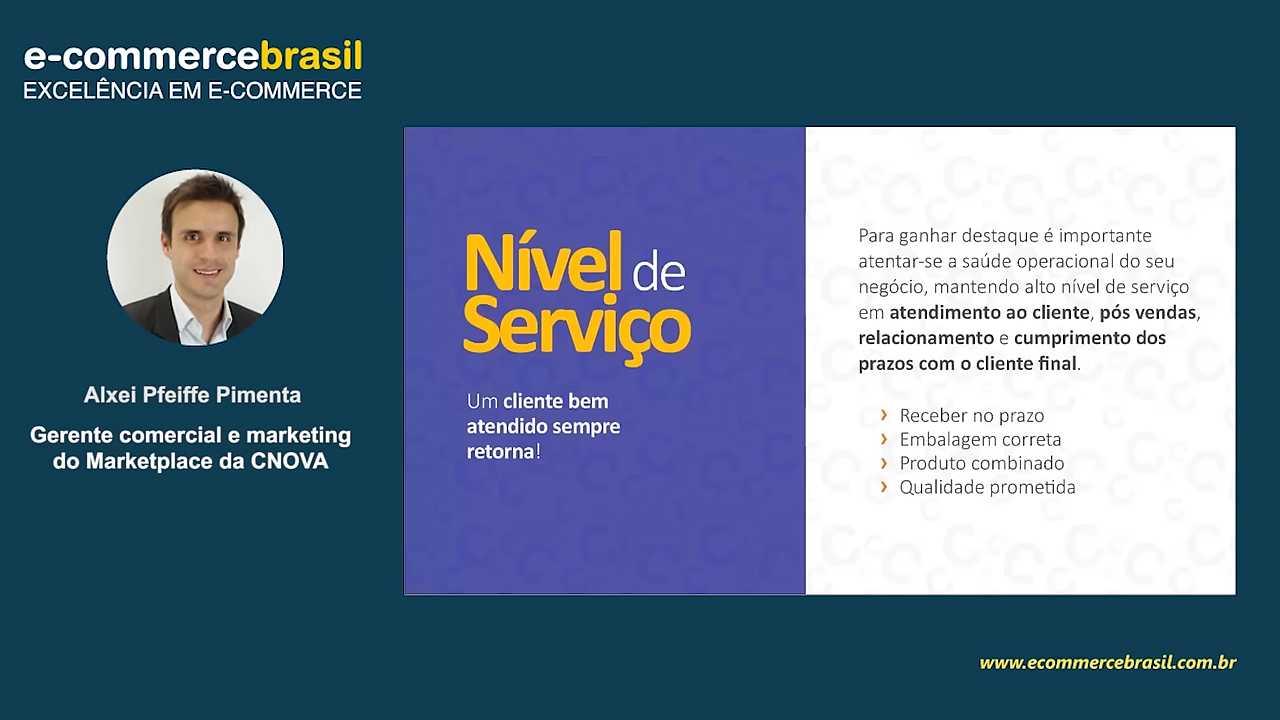 e-commercebrasil
EXCELÊNCIA EM E-COMMERCE
Alxei Pfeiffe Pimenta
Gerente comercial e marketing
do Marketplace da CNOVA
Nível de
Serviço
Um cliente bem
atendido sempre
retorna!
Para ganhar destaque é importante
atentar-se a saúde operacional do seu
negócio, mantendo alto nível de serviço
em atendimento ao cliente, pós vendas,
relacionamento e cumprimento dos
prazos com o cliente final.
› Receber no prazo
› Embalagem correta
› Produto combinado
› Qualidade prometida
www.ecommercebrasil.com.br